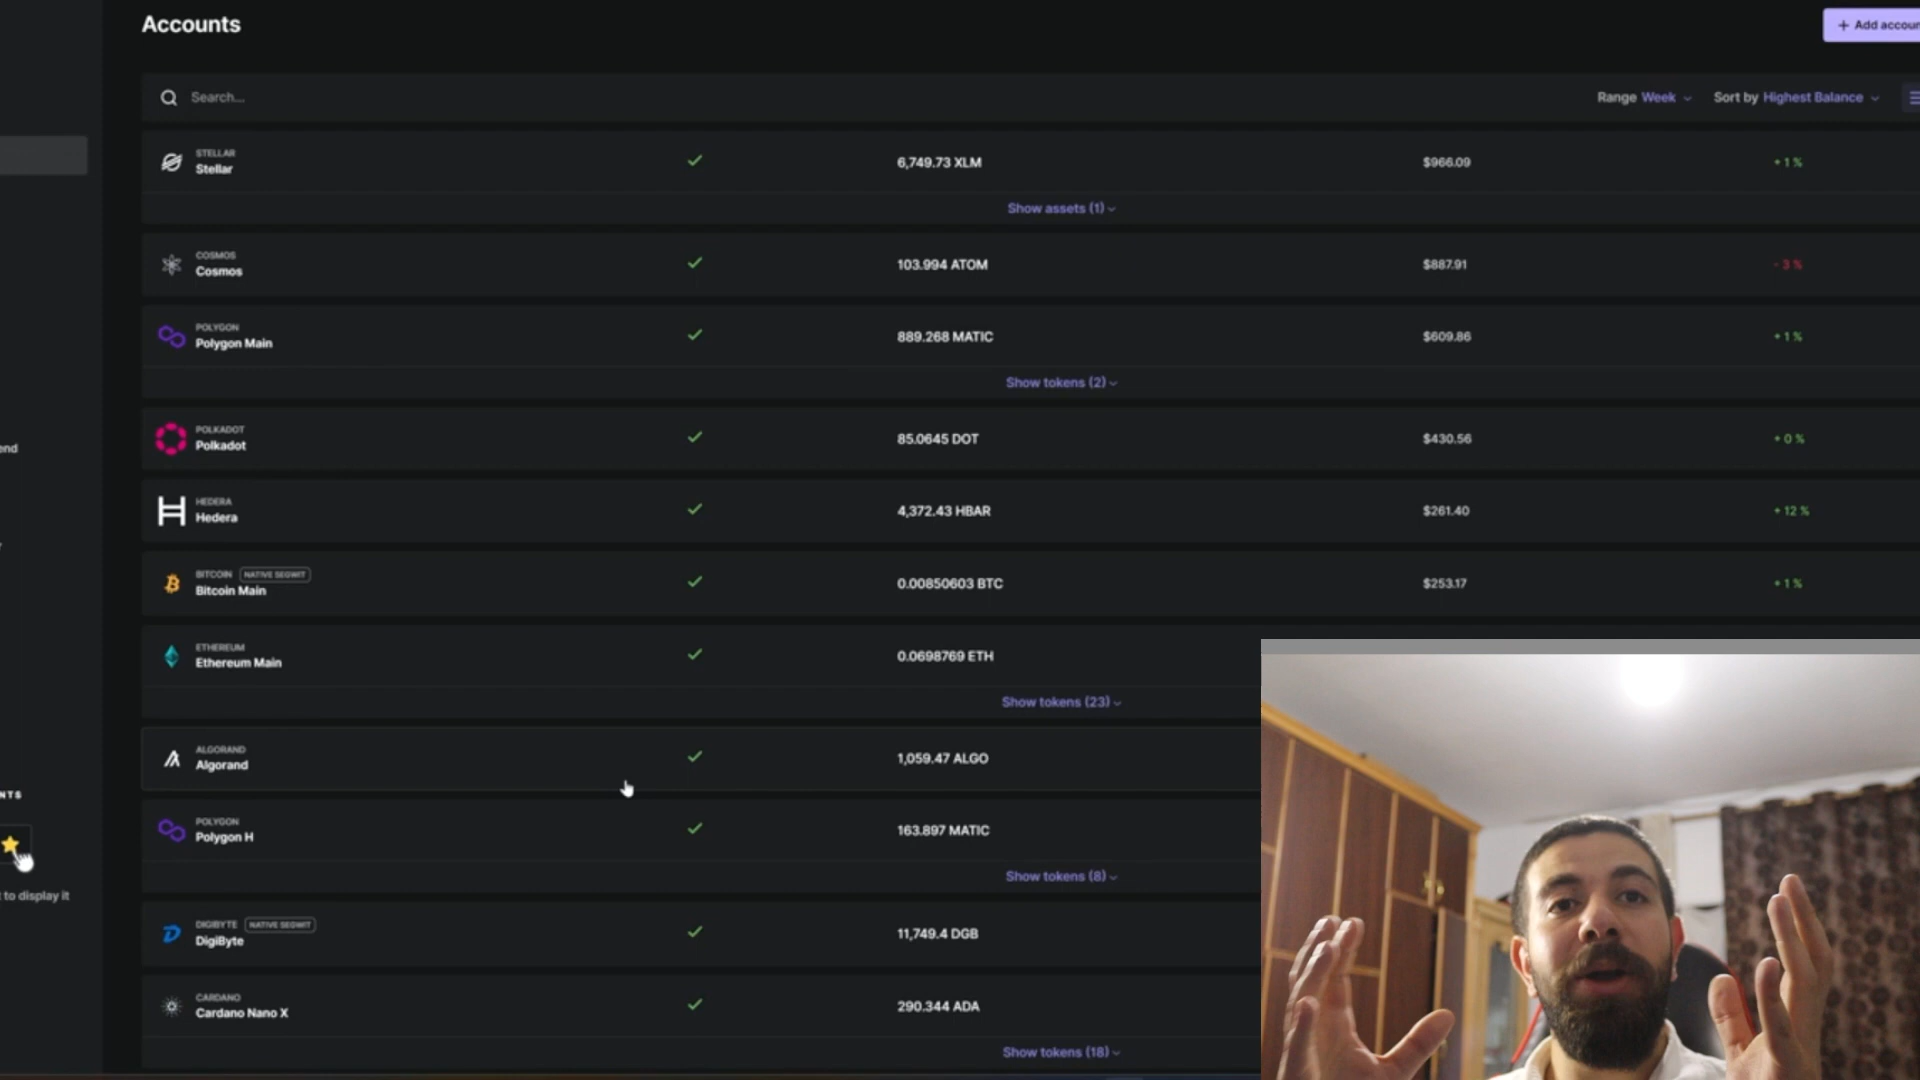 Accounts
+ Add accoun
Search...
Range Week
Sort by Highest Balance
STELLAR
Stellar
6,749.73 XLM
$966.09
+ 1 %
Show assets (1)
COSMOS
Cosmos
103.994 ATOM
$887.91
- 3 %
POLYGON
Polygon Main
889.268 MATIC
$609.86
+ 1 %
Show tokens (2)
POLKADOT
Polkadot
85.0645 DOT
$430.56
+ 0 %
end
HEDERA
Hedera
4,372.43 HBAR
$261.40
+ 12 %
BITCOIN NATIVE SEGWIT
Bitcoin Main
0.00850603 BTC
$253.17
+ 1 %
ETHEREUM
Ethereum Main
0.0698769 ETH
Show tokens (23)
ALGORAND
Algorand
1,059.47 ALGO
NTS
POLYGON
Polygon H
163.897 MATIC
Show tokens (8)
to display it
DIGIBYTE NATIVE SEGWIT
DigiByte
11,749.4 DGB
CARDANO
Cardano Nano X
290.344 ADA
Show tokens (18)